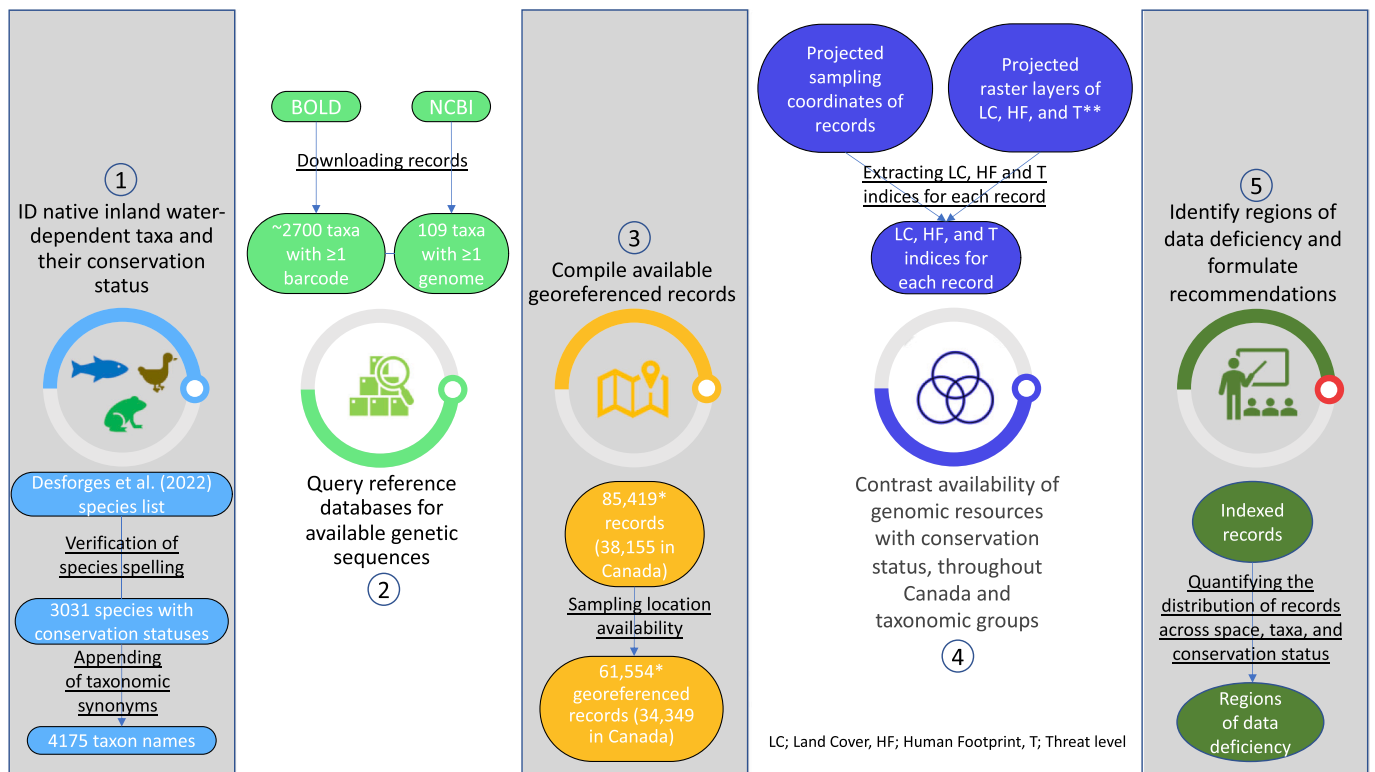 1
ID native inland water-
dependent taxa and
their conservation
status
Desforges et al. (2022)
species list
Verification of
species spelling
3031 species with
conservation statuses
Appending
of taxonomic
synonyms
4175 taxon names
BOLD
NCBI
Downloading records
~2700 taxa
with ≥1
barcode
109 taxa
with ≥1
genome
Query reference
databases for
available genetic
sequences
2
3
Compile available
georeferenced records
85,419*
records
(38,155 in
Canada)
Sampling location
availability
61,554*
georeferenced
records (34,349
in Canada)
Projected
sampling
coordinates of
records
Projected
raster layers of
LC, HF, and T**
Extracting LC, HF and T
indices for each record
LC, HF, and T
indices for
each record
Contrast availability of
genomic resources
with conservation
status, throughout
Canada and
taxonomic groups
4
LC; Land Cover, HF; Human Footprint, T; Threat level
5
Identify regions of
data deficiency and
formulate
recommendations
Indexed
records
Quantifying the
distribution of records
across space, taxa, and
conservation status
Regions
of data
deficiency